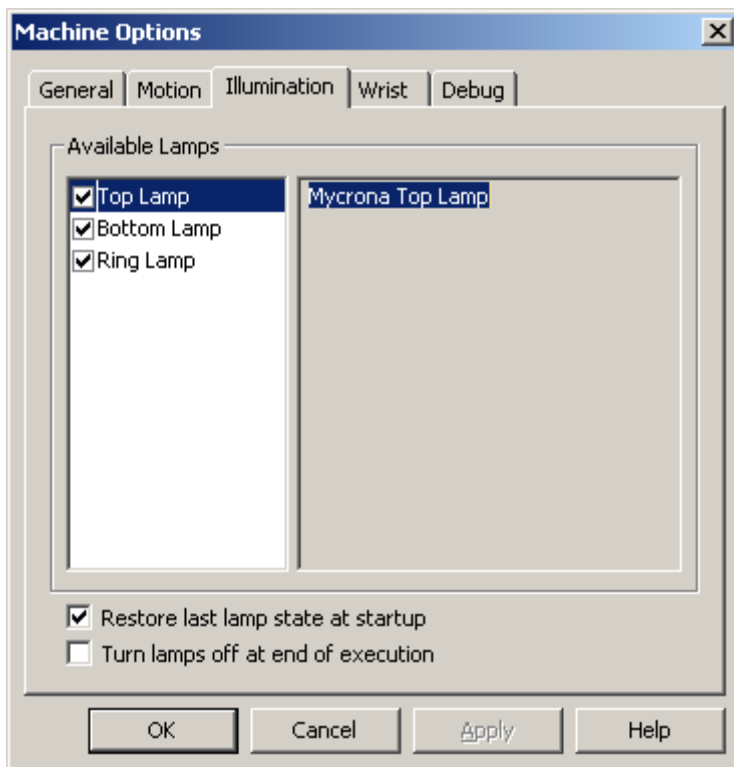 Machine Options
General Motion Illumination Wrist Debug
Available Lamps
Top Lamp
Bottom Lamp
Ring Lamp
Mycrona Top Lamp
Restore last lamp state at startup
Turn lamps off at end of execution
OK Cancel Apply Help